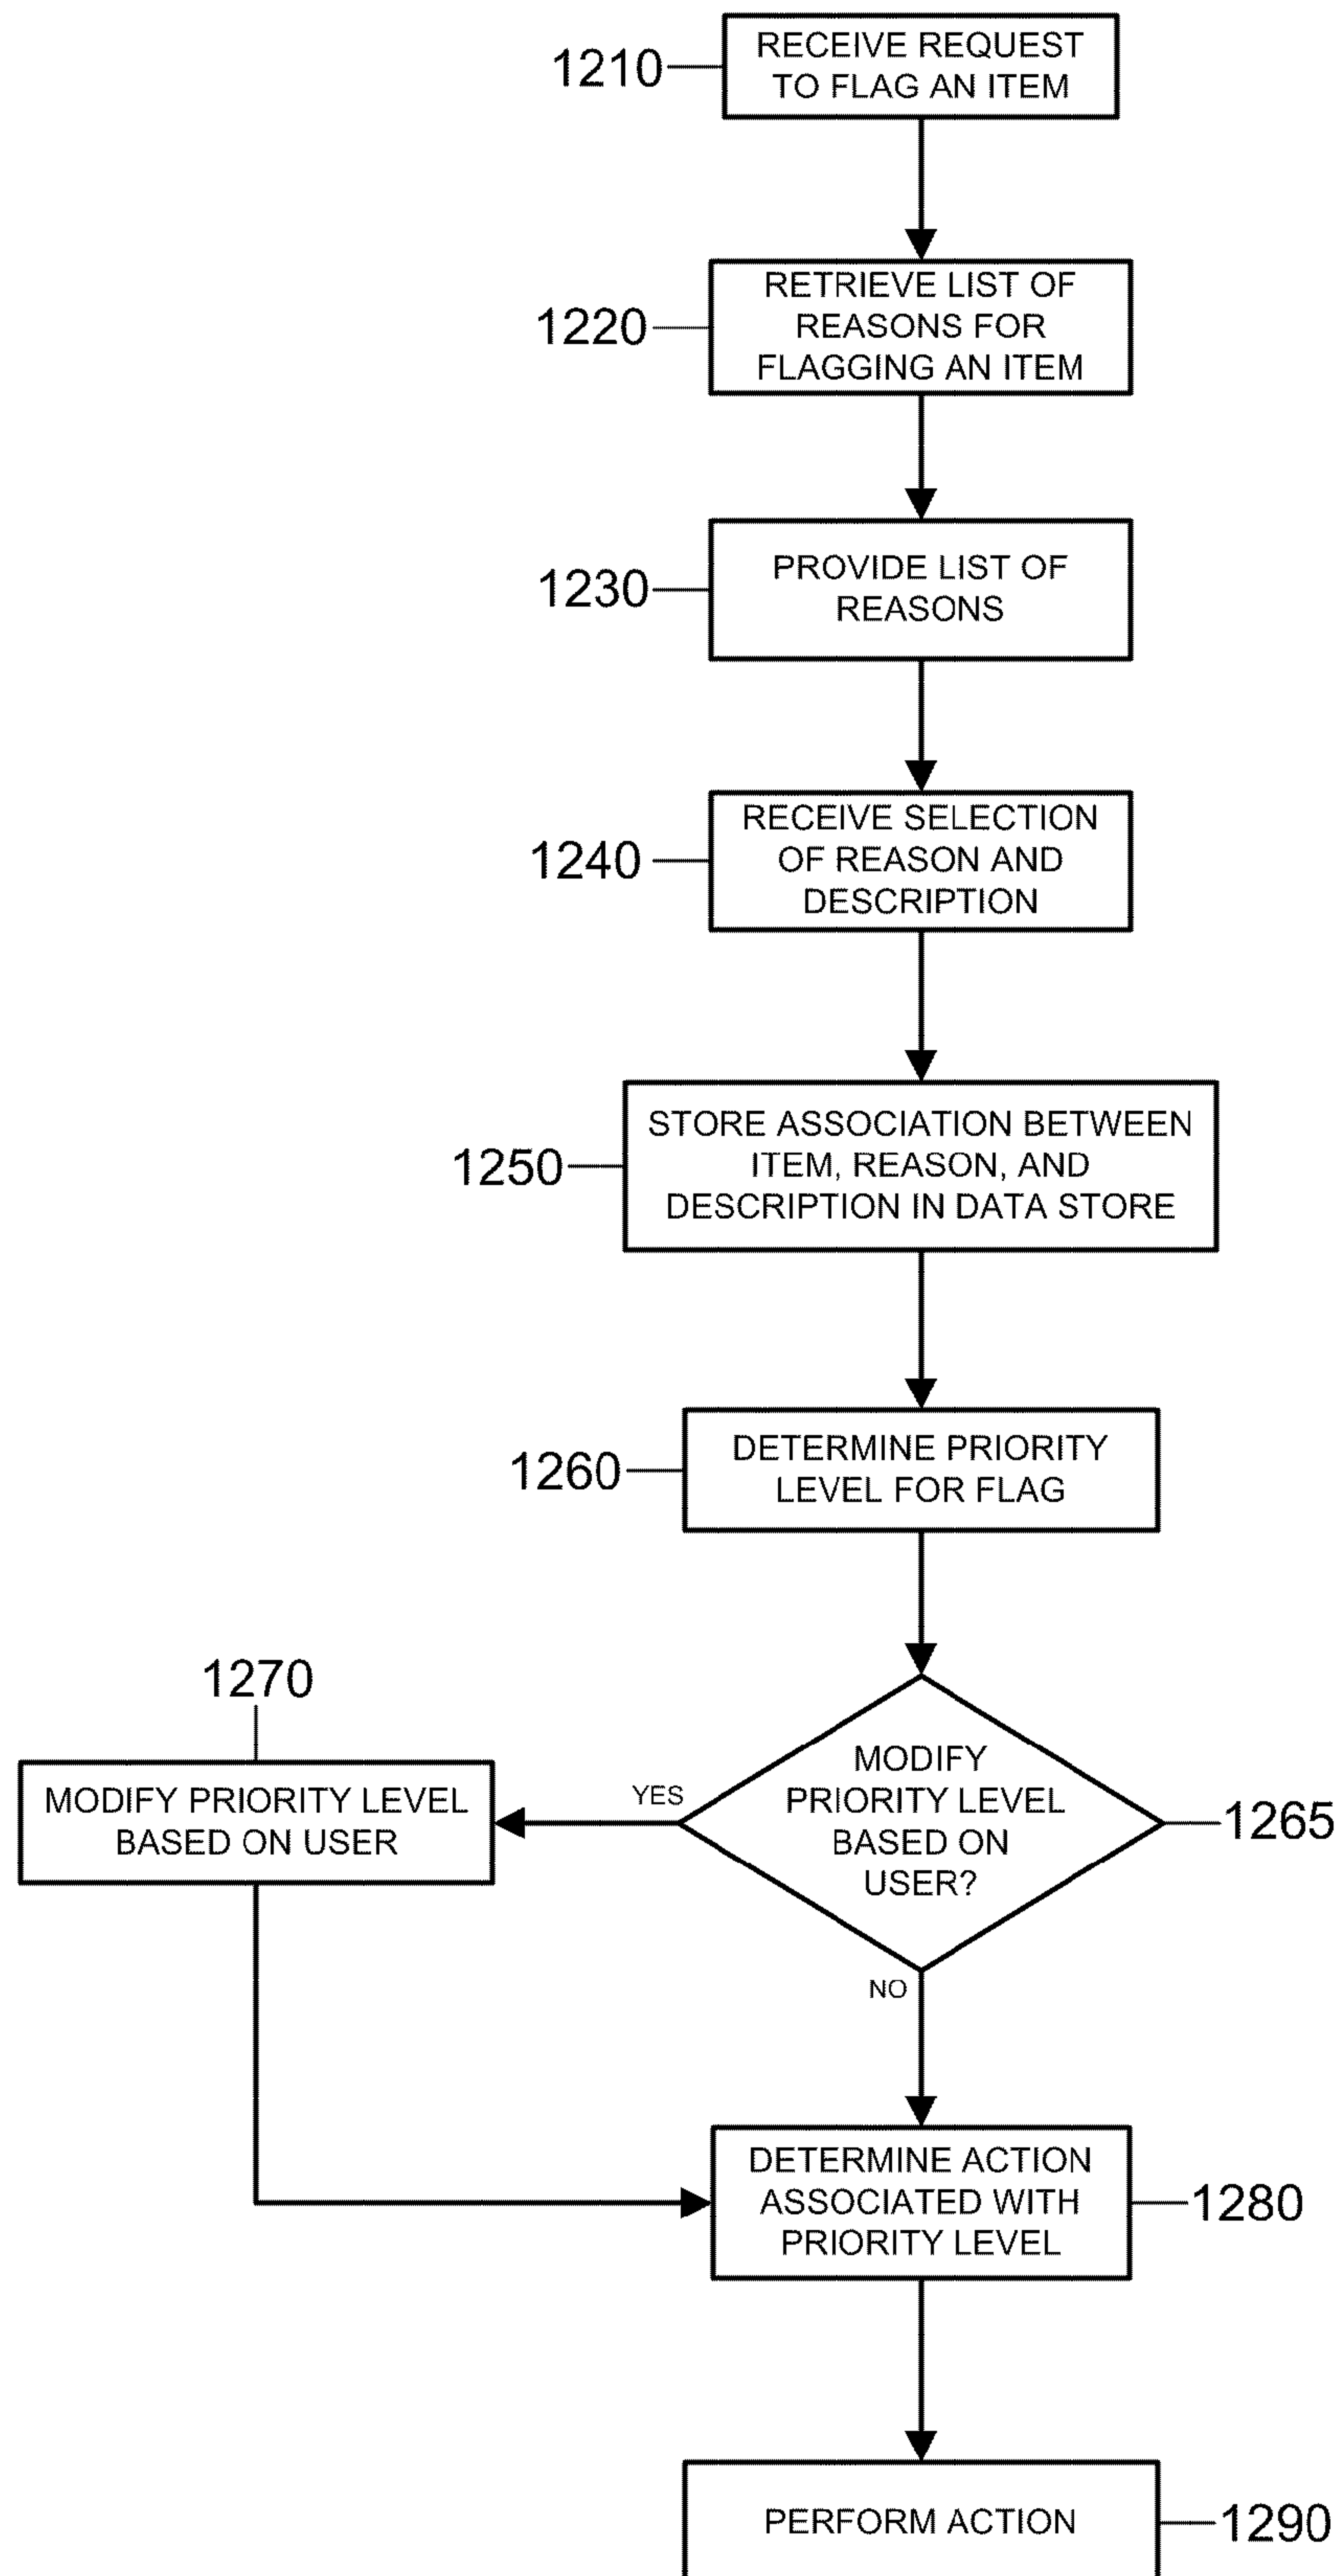 1210
RECEIVE REQUEST
TO FLAG AN ITEM
1220
RETRIEVE LIST OF
REASONS FOR
FLAGGING AN ITEM
1230
PROVIDE LIST OF
REASONS
1240
RECEIVE SELECTION
OF REASON AND
DESCRIPTION
1250
STORE ASSOCIATION BETWEEN
ITEM, REASON, AND
DESCRIPTION IN DATA STORE
1260
DETERMINE PRIORITY
LEVEL FOR FLAG
1270
MODIFY PRIORITY LEVEL
BASED ON USER
YES
MODIFY
PRIORITY LEVEL
BASED ON
USER?
1265
NO
DETERMINE ACTION
ASSOCIATED WITH
PRIORITY LEVEL
1280
PERFORM ACTION
1290